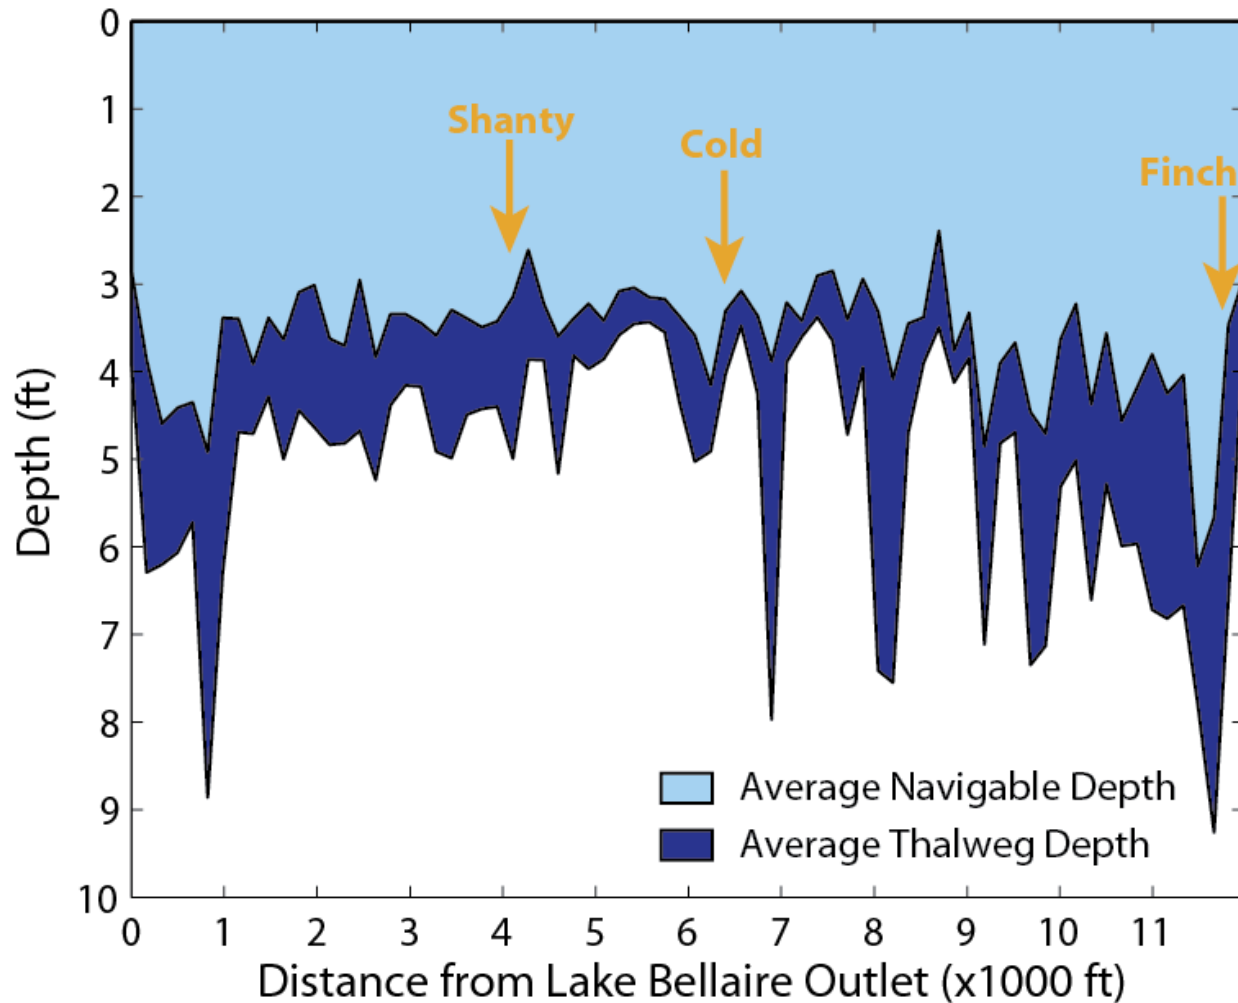 Depth (ft)
0
1
2
3
4
5
6
7
8
9
10
Shanty
Cold
Finch
Average Navigable Depth
Average Thalweg Depth
0 1 2 3 4 5 6 7 8 9 10 11
Distance from Lake Bellaire Outlet (x1000 ft)